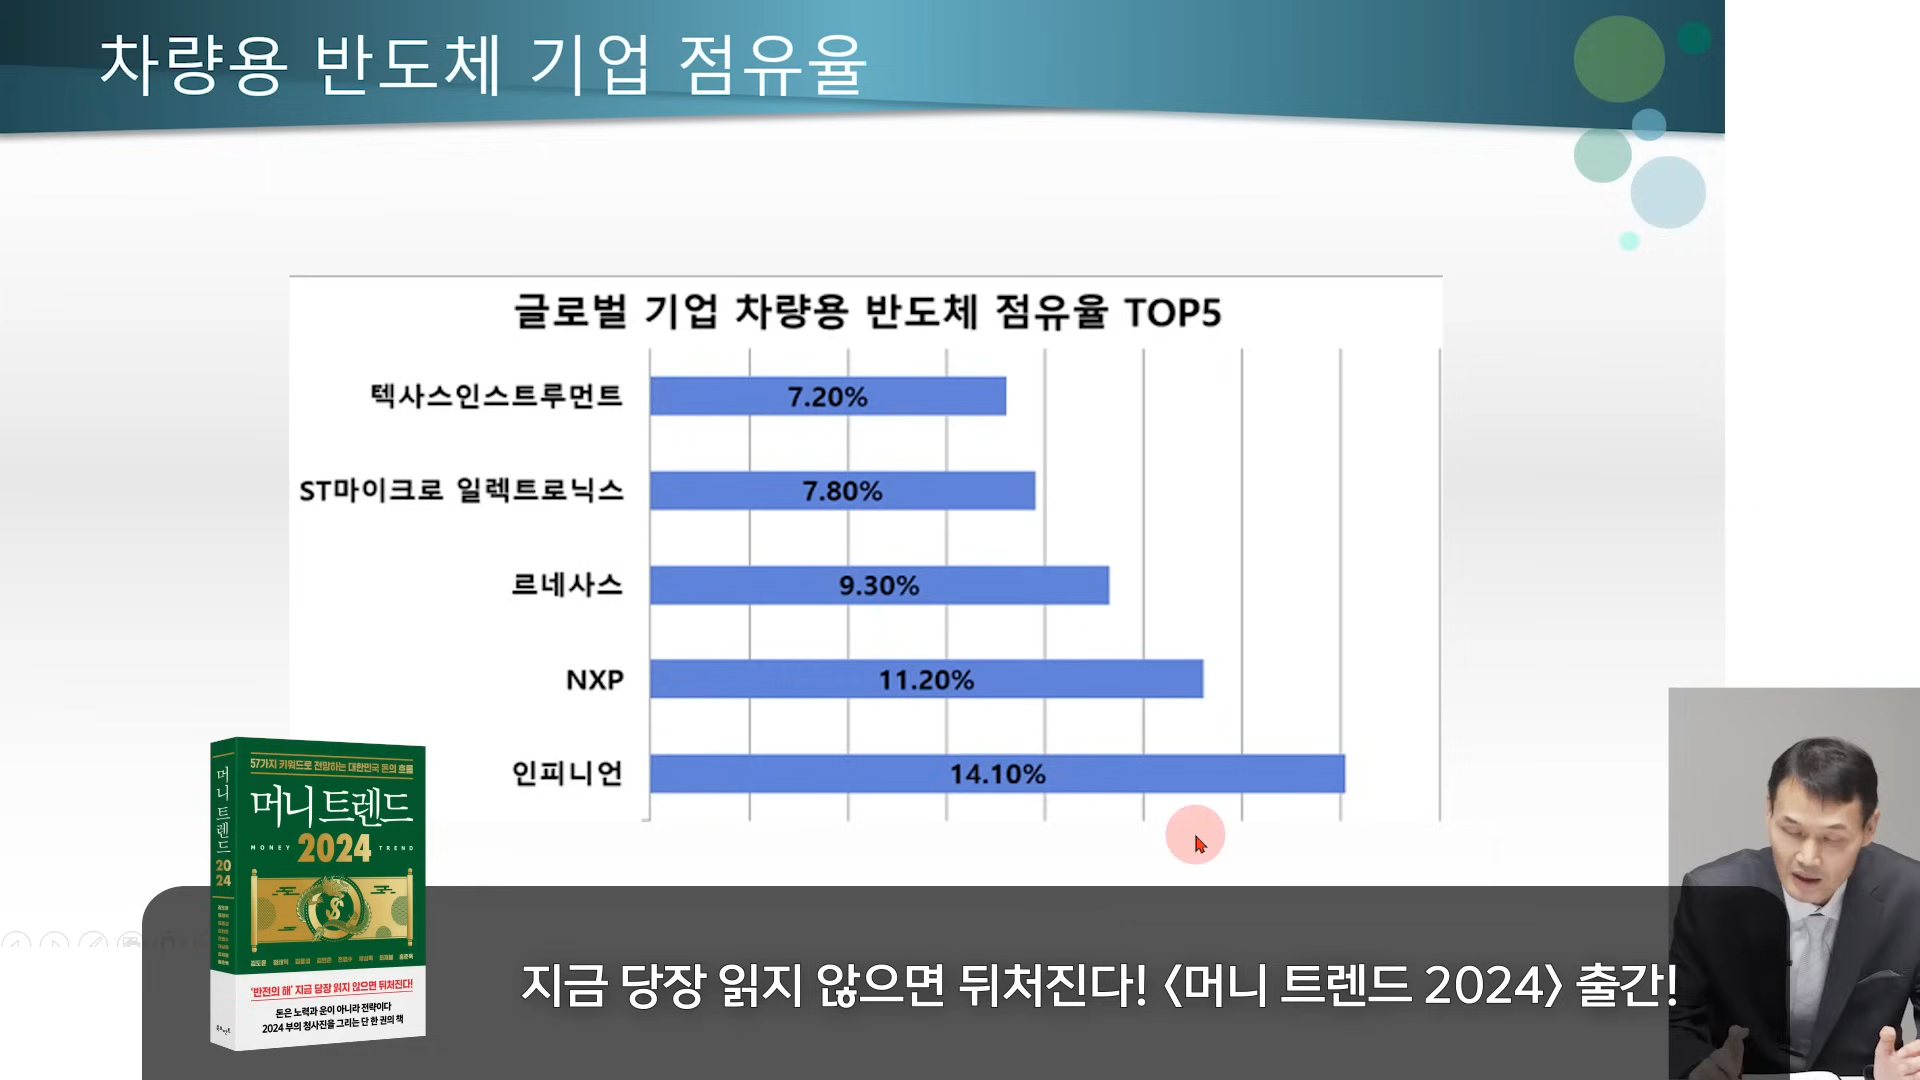 차량용 반도체 기업 점유율
글로벌 기업 차량용 반도체 점유율 TOP5
텍사스인스트루먼트 7.20%
ST마이크로 일렉트로닉스 7.80%
르네사스 9.30%
NXP 11.20%
인피니언 14.10%
57가지 키워드로 전망하는 대한민국 돈의 흐름
머니 트렌드
MONEY 2024 TREND
머니 트렌드 2024
'반전의 해' 지금 당장 읽지 않으면 뒤처진다!
돈은 노력과 운이 아니라 전략이다
2024 부의 청사진을 그리는 단 한 권의 책
지금 당장 읽지 않으면 뒤처진다! <머니 트렌드 2024> 출간!